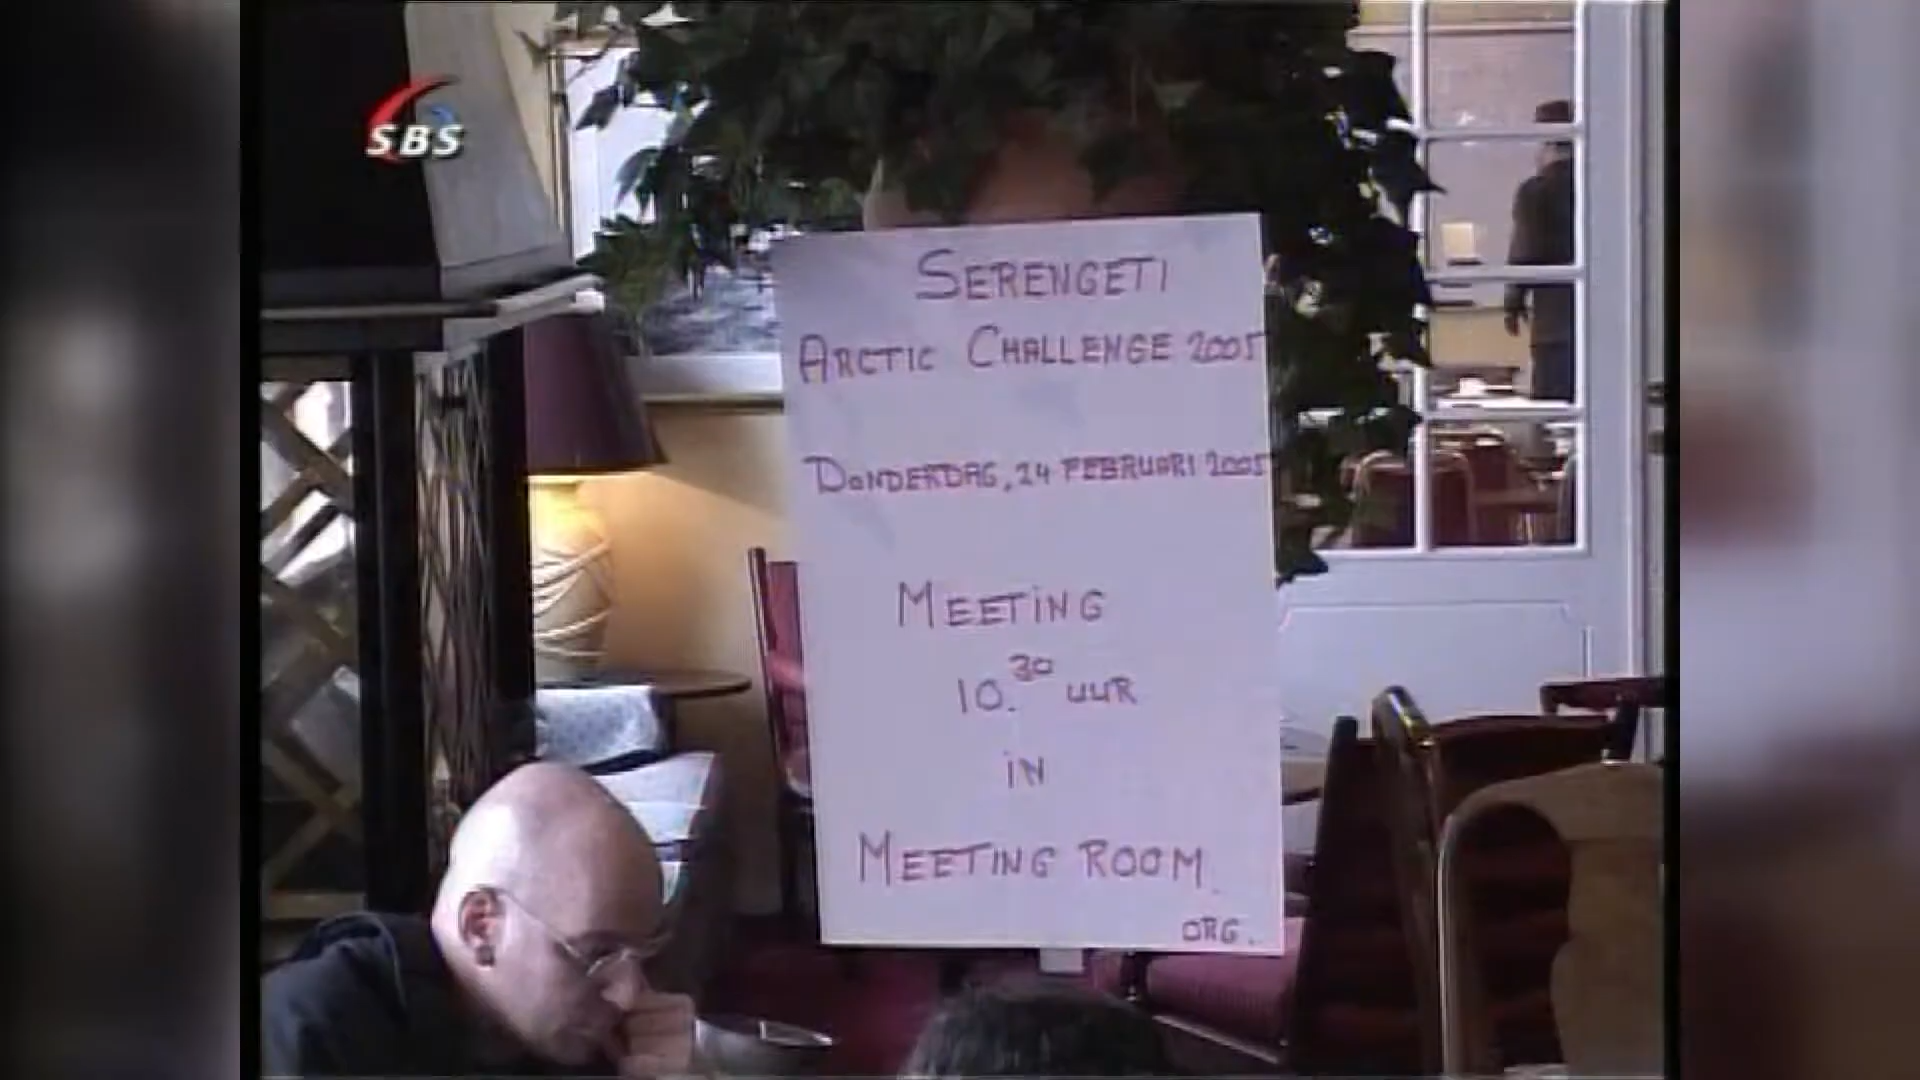 SBS
SERENGETI
ARCTIC CHALLENGE 2005
DONDERDAG, 24 FEBRUARI 2005
MEETING
10.30 UUR
IN
MEETING ROOM.
ORG.